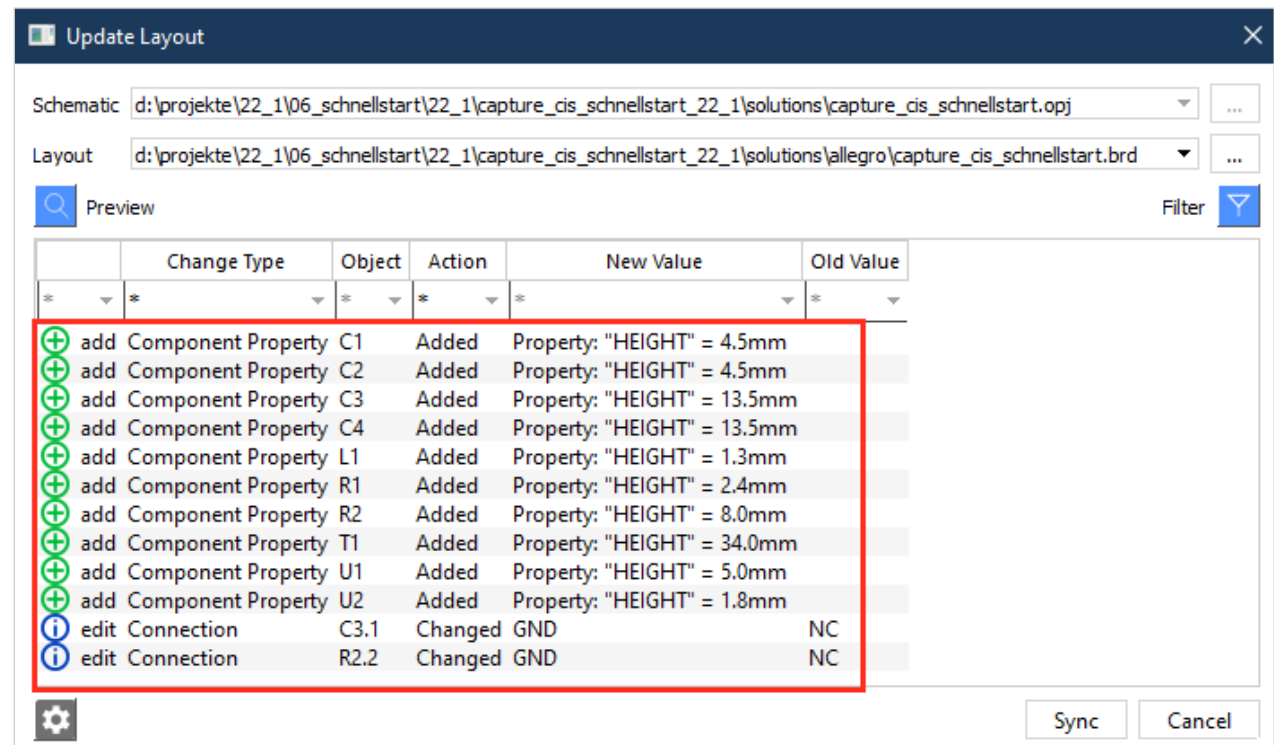 Update Layout
Schematic d:\projekte\22_1\06_schnellstart\22_1\capture_cis_schnellstart_22_1\solutions\capture_cis_schnellstart.opj ...
Layout d:\projekte\22_1\06_schnellstart\22_1\capture_cis_schnellstart_22_1\solutions\allegro\capture_cis_schnellstart.brd ...
Preview Filter
Change Type Object Action New Value Old Value
* * * * * *
add Component Property C1 Added Property: "HEIGHT" = 4.5mm
add Component Property C2 Added Property: "HEIGHT" = 4.5mm
add Component Property C3 Added Property: "HEIGHT" = 13.5mm
add Component Property C4 Added Property: "HEIGHT" = 13.5mm
add Component Property L1 Added Property: "HEIGHT" = 1.3mm
add Component Property R1 Added Property: "HEIGHT" = 2.4mm
add Component Property R2 Added Property: "HEIGHT" = 8.0mm
add Component Property T1 Added Property: "HEIGHT" = 34.0mm
add Component Property U1 Added Property: "HEIGHT" = 5.0mm
add Component Property U2 Added Property: "HEIGHT" = 1.8mm
edit Connection C3.1 Changed GND NC
edit Connection R2.2 Changed GND NC
Sync Cancel